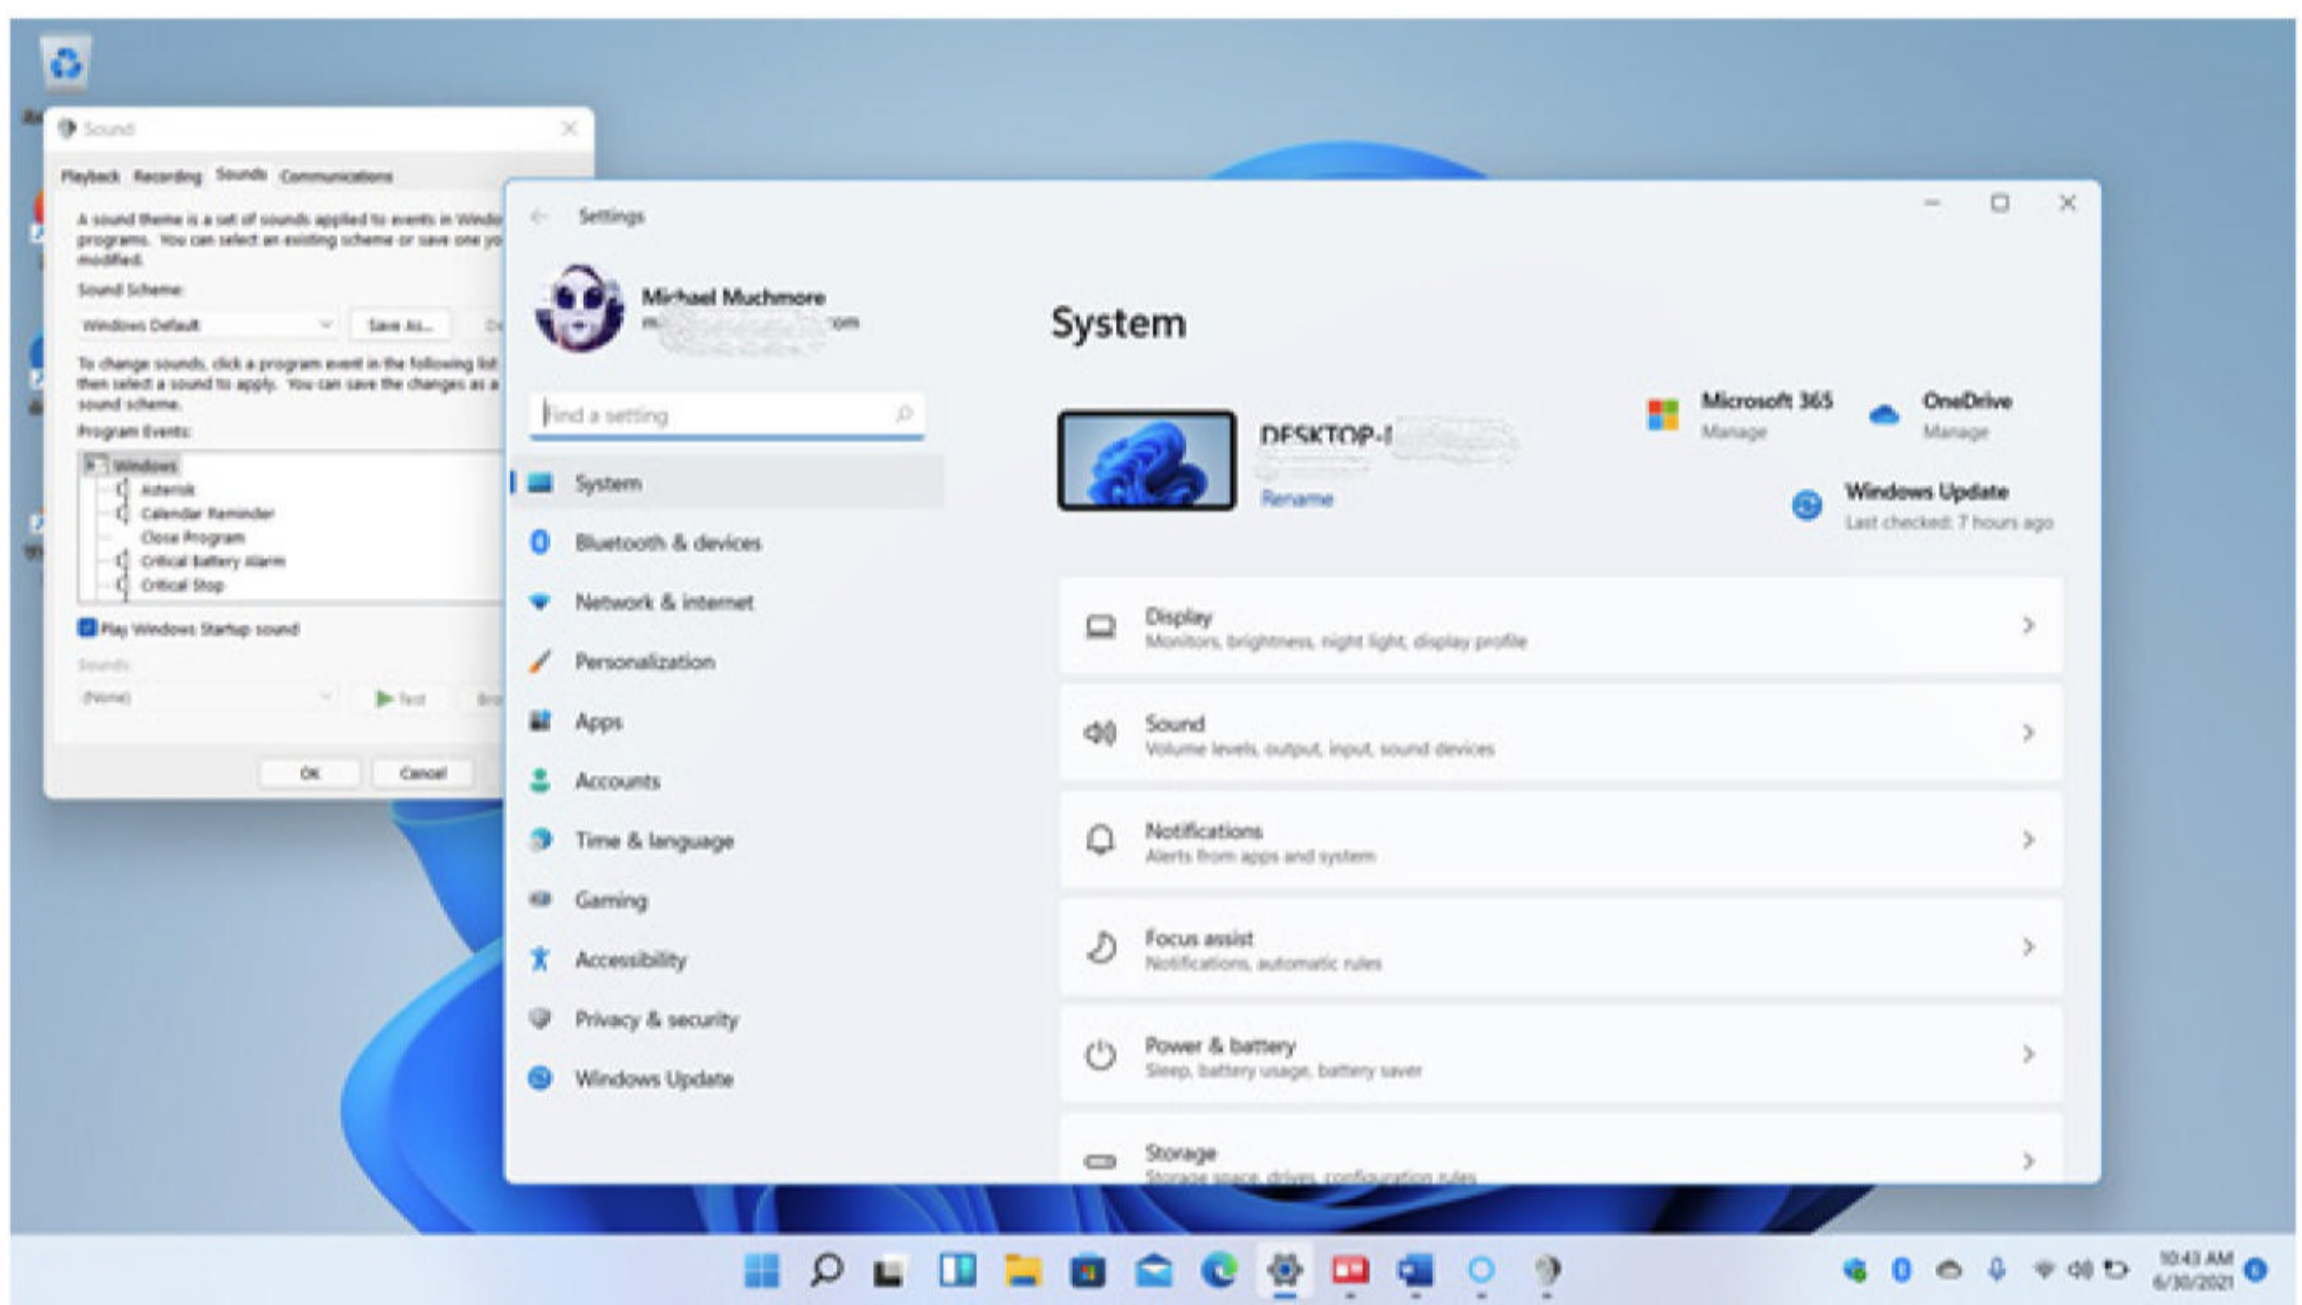 Sound
Playback Recording Sounds Communications
A sound theme is a set of sounds applied to events in Windo
programs. You can select an existing scheme or save one yo
modified.
Sound Scheme:
Windows Default
Save As...
De
To change sounds, click a program event in the following list
then select a sound to apply. You can save the changes as a
sound scheme.
Program Events:
Windows
Asterisk
Calendar Reminder
Close Program
Critical Battery Alarm
Critical Stop
Play Windows Startup sound
Sounds:
(None)
Test
Bro
OK
Cancel
Settings
Michael Muchmore
Find a setting
System
Bluetooth & devices
Network & internet
Personalization
Apps
Accounts
Time & language
Gaming
Accessibility
Privacy & security
Windows Update
System
DESKTOP-
Rename
Microsoft 365
Manage
OneDrive
Manage
Windows Update
Last checked: 7 hours ago
Display
Monitors, brightness, night light, display profile
Sound
Volume levels, output, input, sound devices
Notifications
Alerts from apps and system
Focus assist
Notifications, automatic rules
Power & battery
Sleep, battery usage, battery saver
Storage
Storage space, drives, configuration rules
10:43 AM
6/30/2021